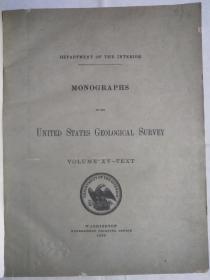 DEPARTMENT OF THE INTERIOR
MONOGRAPHS
OF THE
UNITED STATES GEOLOGICAL SURVEY
VOLUME XV—TEXT
WASHINGTON
GOVERNMENT PRINTING OFFICE